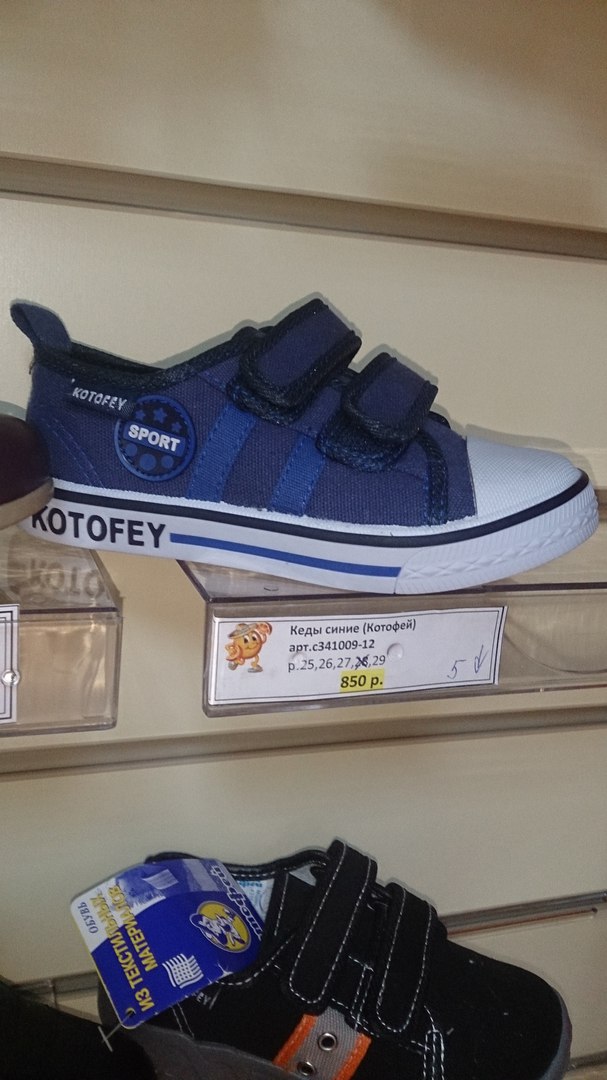 KOTOFEY
SPORT
KOTOFEY
Кеды синие (Котофей)
арт.с341009-12
р.25,26,27,28,29
850 р.
5
ОБУВЬ
ИЗ ТЕКСТИЛЬНЫХ
МАТЕРИАЛОВ